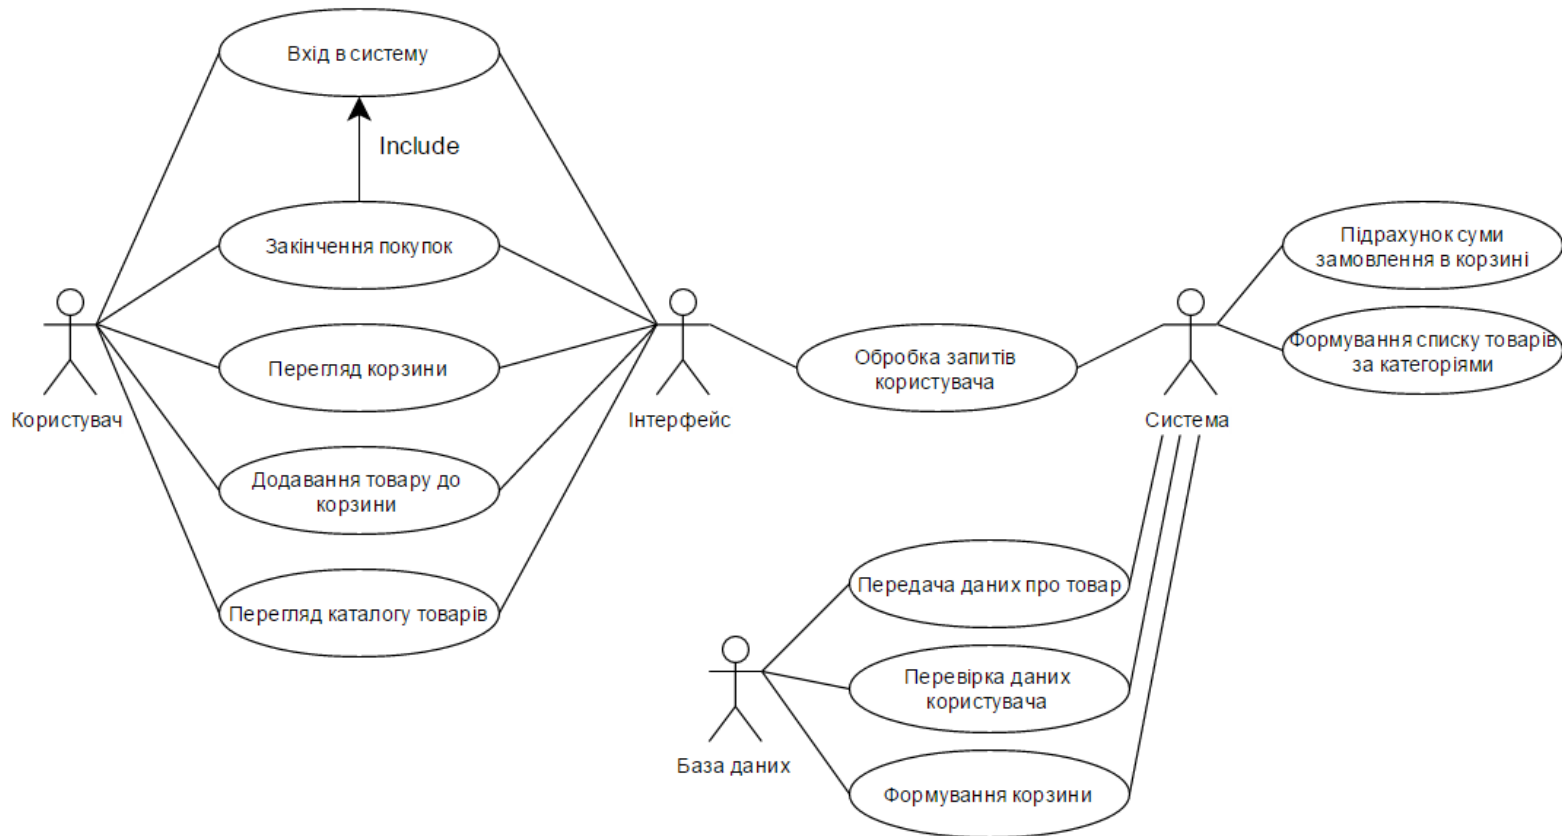 Вхід в систему
Include
Закінчення покупок
Перегляд корзини
Додавання товару до
корзини
Перегляд каталогу товарів
Користувач
Інтерфейс
Обробка запитів
користувача
Система
Підрахунок суми
замовлення в корзині
Формування списку товарів
за категоріями
Передача даних про товар
Перевірка даних
користувача
Формування корзини
База даних